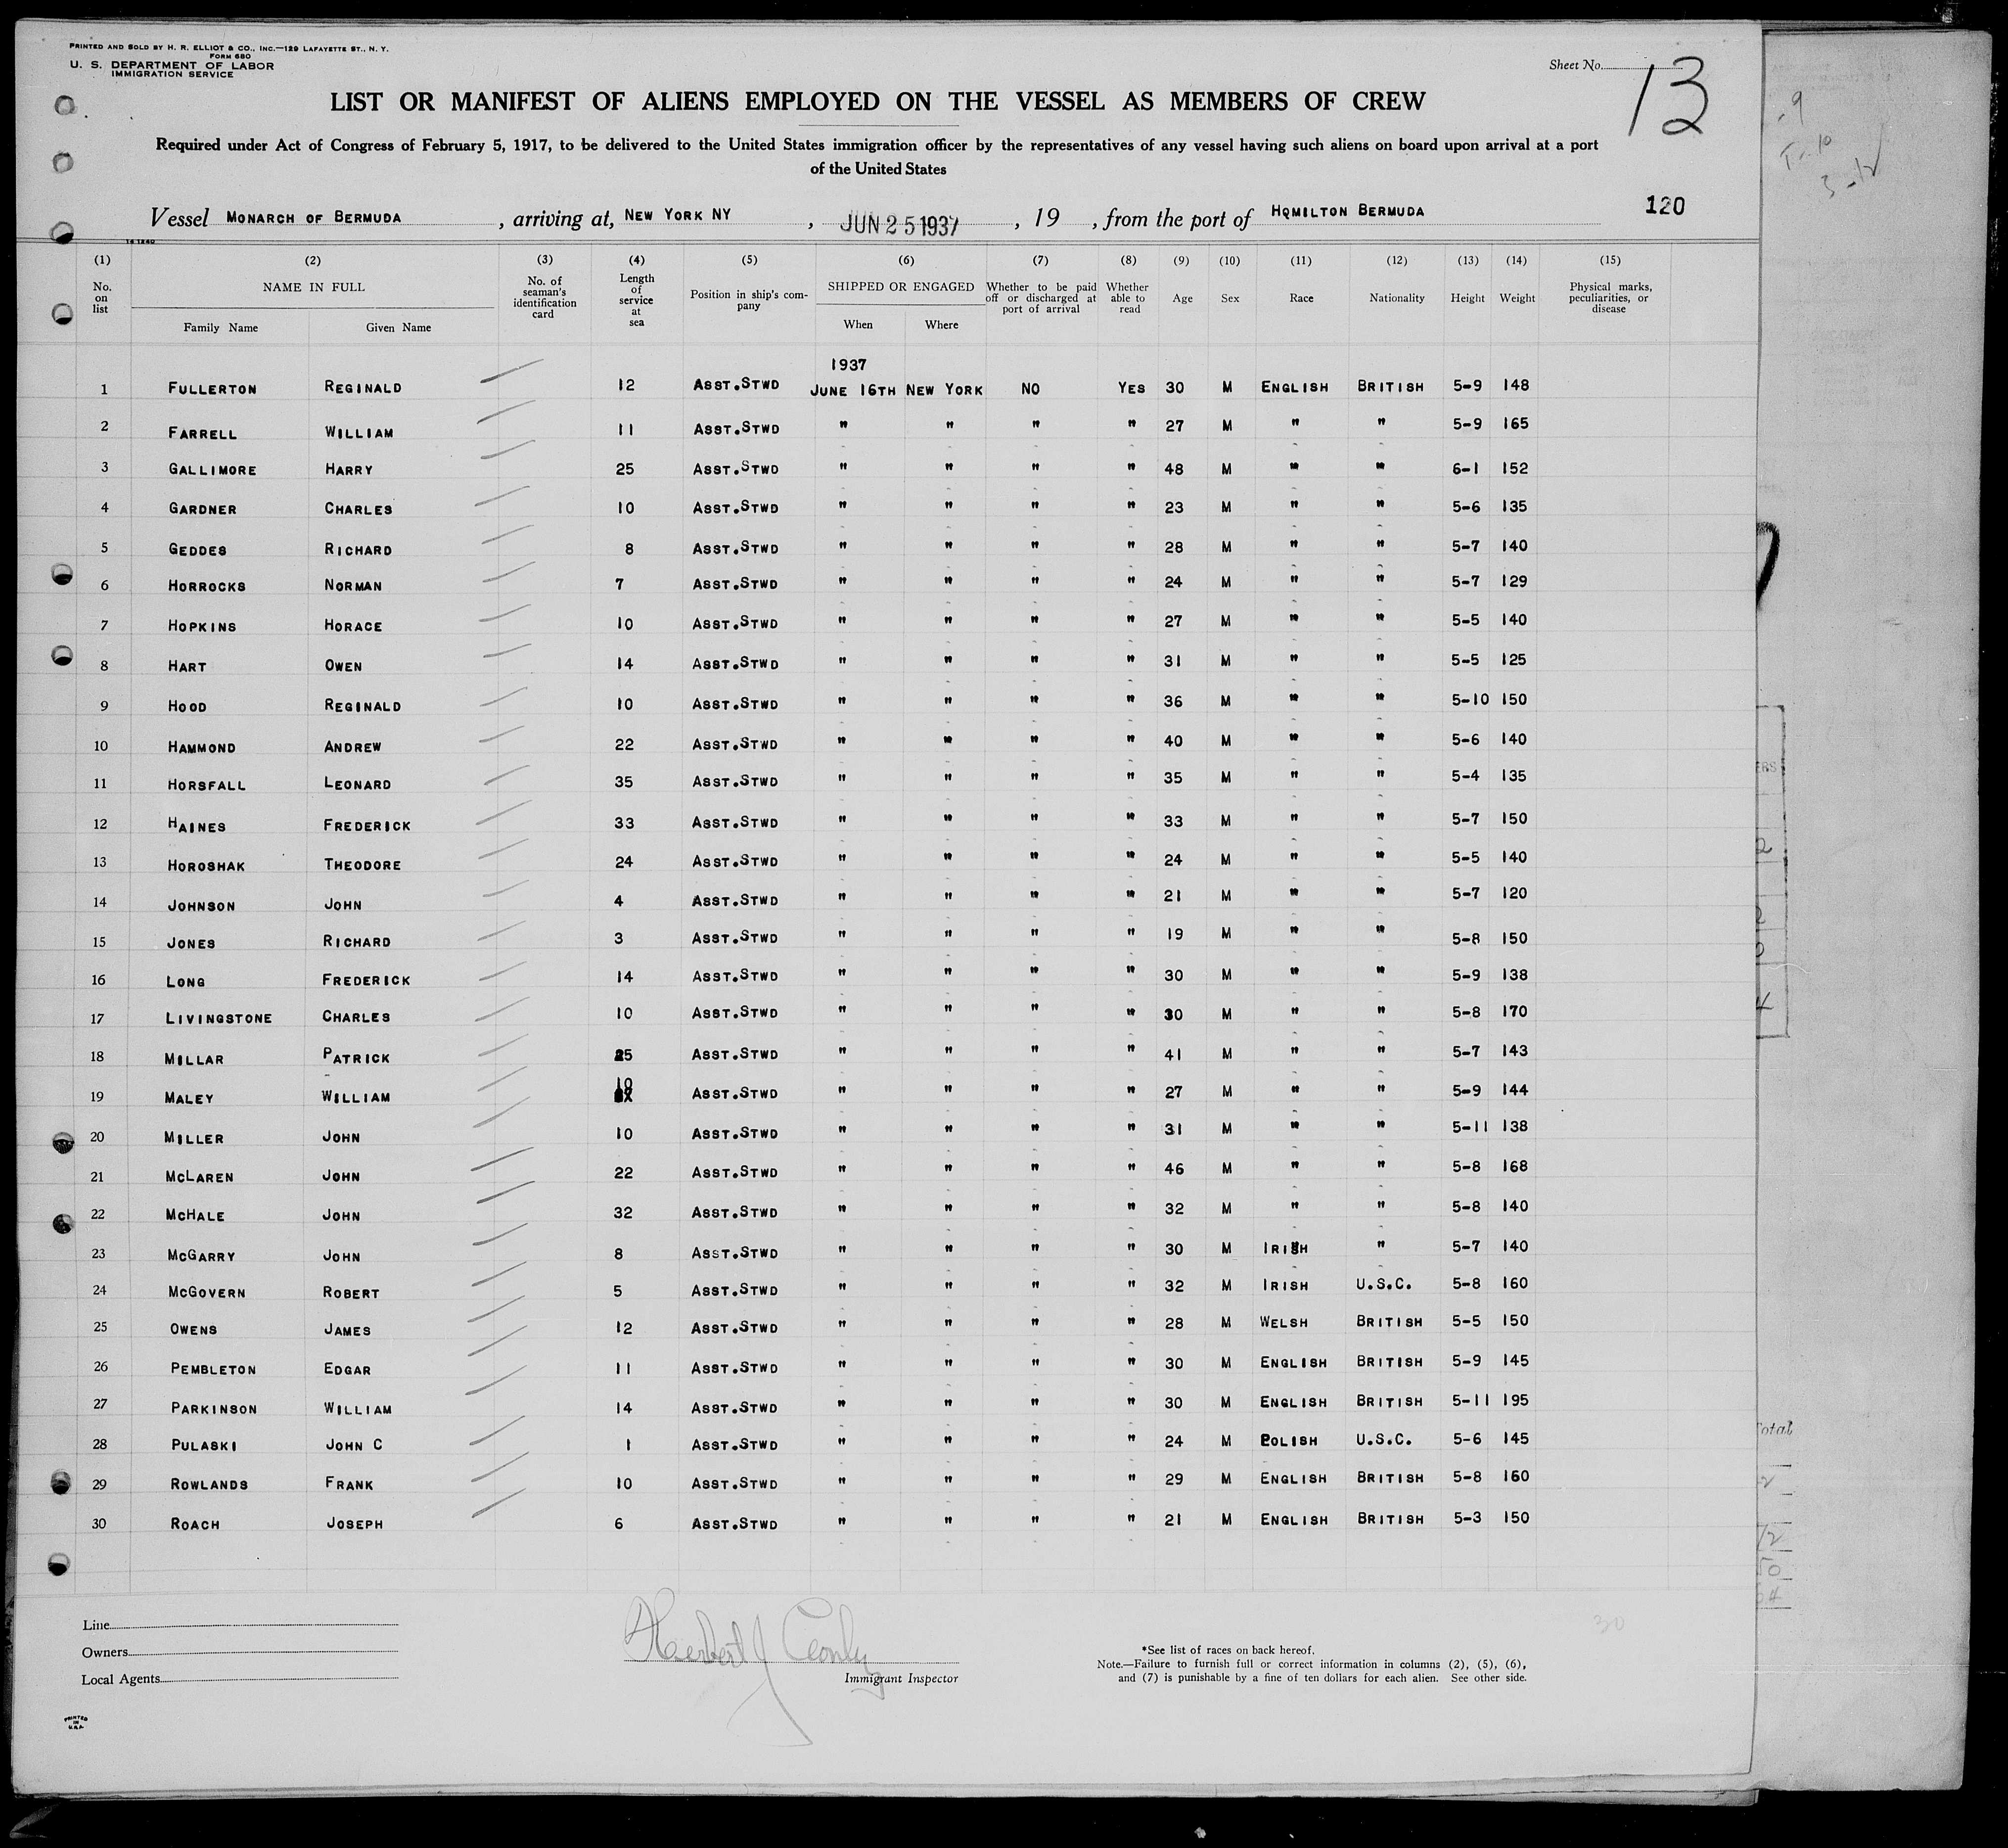 PRINTED AND SOLD BY H. R. ELLIOT & CO., INC.—129 LAFAYETTE ST., N. Y.
FORM 680
U. S. DEPARTMENT OF LABOR
IMMIGRATION SERVICE
Sheet No. 13
LIST OR MANIFEST OF ALIENS EMPLOYED ON THE VESSEL AS MEMBERS OF CREW
Required under Act of Congress of February 5, 1917, to be delivered to the United States immigration officer by the representatives of any vessel having such aliens on board upon arrival at a port
of the United States
Vessel MONARCH OF BERMUDA, arriving at, NEW YORK NY, JUN 25 1937, 19 , from the port of HQMILTON BERMUDA 120
(1) (2) (3) (4) (5) (6) (7) (8) (9) (10) (11) (12) (13) (14) (15)
No. on list NAME IN FULL Family Name Given Name No. of seaman's identification card Length of service at sea Position in ship's company SHIPPED OR ENGAGED When Where Whether to be paid off or discharged at port of arrival Whether able to read Age Sex Race Nationality Height Weight Physical marks, peculiarities, or disease
1937
1 FULLERTON REGINALD 12 ASST.STWD JUNE 16TH NEW YORK NO YES 30 M ENGLISH BRITISH 5-9 148
2 FARRELL WILLIAM 11 ASST.STWD " " " " 27 M " " 5-9 165
3 GALLIMORE HARRY 25 ASST.STWD " " " " 48 M " " 6-1 152
4 GARDNER CHARLES 10 ASST.STWD " " " " 23 M " " 5-6 135
5 GEDDES RICHARD 8 ASST.STWD " " " " 28 M " " 5-7 140
6 HORROCKS NORMAN 7 ASST.STWD " " " " 24 M " " 5-7 129
7 HOPKINS HORACE 10 ASST.STWD " " " " 27 M " " 5-5 140
8 HART OWEN 14 ASST.STWD " " " " 31 M " " 5-5 125
9 HOOD REGINALD 10 ASST.STWD " " " " 36 M " " 5-10 150
10 HAMMOND ANDREW 22 ASST.STWD " " " " 40 M " " 5-6 140
11 HORSFALL LEONARD 35 ASST.STWD " " " " 35 M " " 5-4 135
12 HAINES FREDERICK 33 ASST.STWD " " " " 33 M " " 5-7 150
13 HOROSHAK THEODORE 24 ASST.STWD " " " " 24 M " " 5-5 140
14 JOHNSON JOHN 4 ASST.STWD " " " " 21 M " " 5-7 120
15 JONES RICHARD 3 ASST.STWD " " " " 19 M " " 5-8 150
16 LONG FREDERICK 14 ASST.STWD " " " " 30 M " " 5-9 138
17 LIVINGSTONE CHARLES 10 ASST.STWD " " " " 30 M " " 5-8 170
18 MILLAR PATRICK 25 ASST.STWD " " " " 41 M " " 5-7 143
19 MALEY WILLIAM 10 ASST.STWD " " " " 27 M " " 5-9 144
20 MILLER JOHN 10 ASST.STWD " " " " 31 M " " 5-11 138
21 MCLAREN JOHN 22 ASST.STWD " " " " 46 M " " 5-8 168
22 MCHALE JOHN 32 ASST.STWD " " " " 32 M " " 5-8 140
23 MCGARRY JOHN 8 ASST.STWD " " " " 30 M IRISH " 5-7 140
24 MCGOVERN ROBERT 5 ASST.STWD " " " " 32 M IRISH U.S.C. 5-8 160
25 OWENS JAMES 12 ASST.STWD " " " " 28 M WELSH BRITISH 5-5 150
26 PEMBLETON EDGAR 11 ASST.STWD " " " " 30 M ENGLISH BRITISH 5-9 145
27 PARKINSON WILLIAM 14 ASST.STWD " " " " 30 M ENGLISH BRITISH 5-11 195
28 PULASKI JOHN C 1 ASST.STWD " " " " 24 M POLISH U.S.C. 5-6 145
29 ROWLANDS FRANK 10 ASST.STWD " " " " 29 M ENGLISH BRITISH 5-8 160
30 ROACH JOSEPH 6 ASST.STWD " " " " 21 M ENGLISH BRITISH 5-3 150
30
Line
Owners
Local Agents
Herbert J
Immigrant Inspector
*See list of races on back hereof.
Note.—Failure to furnish full or correct information in columns (2), (5), (6),
and (7) is punishable by a fine of ten dollars for each alien. See other side.
PRINTED
IN
U.S.A.